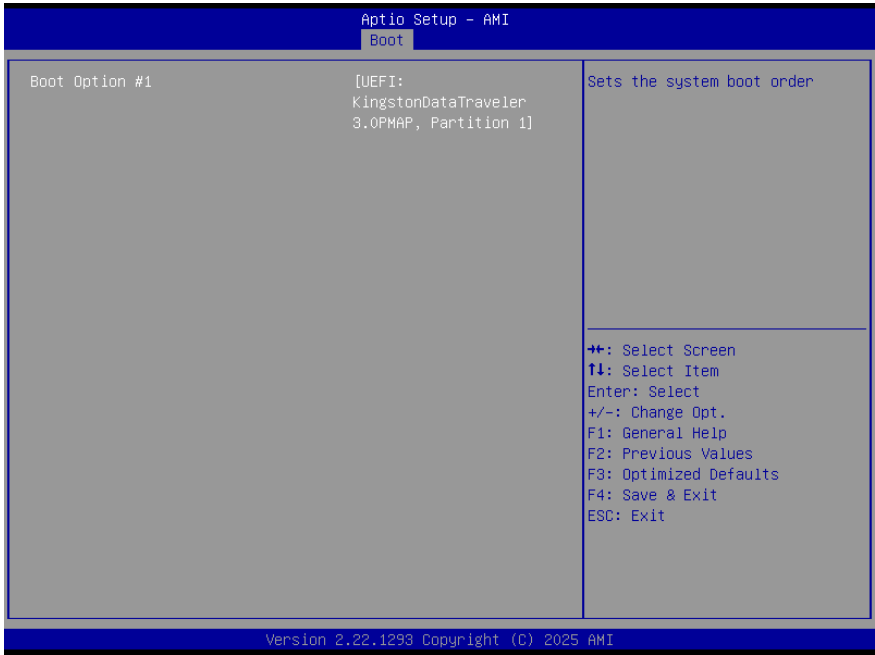 Aptio Setup - AMI
Boot
Boot Option #1
[UEFI:
KingstonDataTraveler
3.0PMAP, Partition 1]
Sets the system boot order
→←: Select Screen
↑↓: Select Item
Enter: Select
+/-: Change Opt.
F1: General Help
F2: Previous Values
F3: Optimized Defaults
F4: Save & Exit
ESC: Exit
Version 2.22.1293 Copyright (C) 2025 AMI